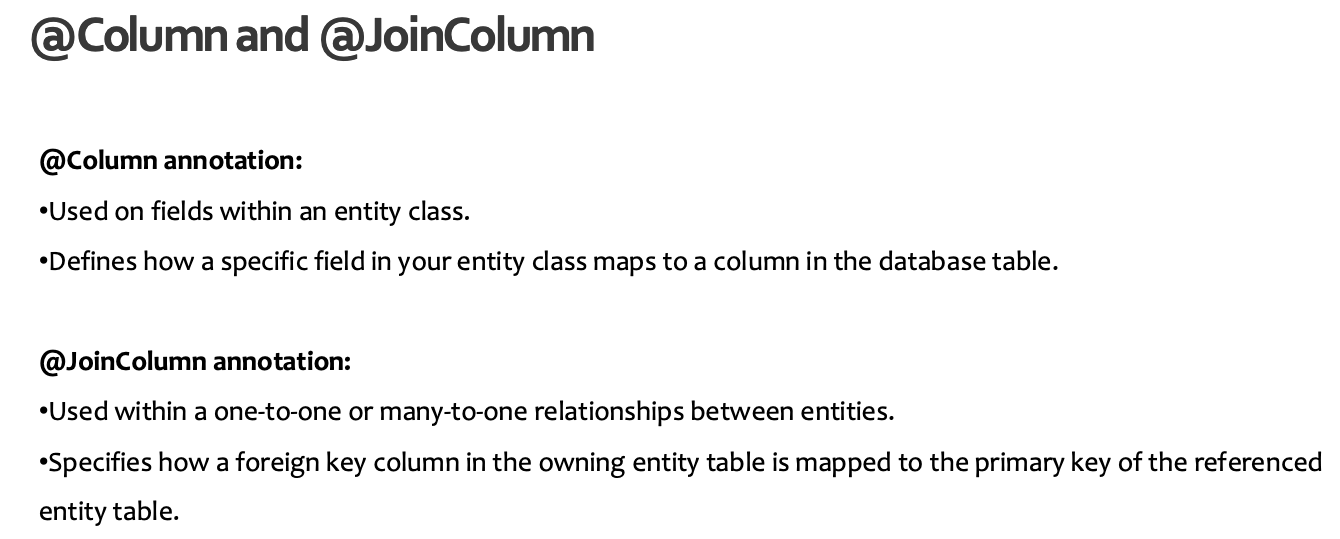 @Column and @JoinColumn
@Column annotation:
•Used on fields within an entity class.
•Defines how a specific field in your entity class maps to a column in the database table.
@JoinColumn annotation:
•Used within a one-to-one or many-to-one relationships between entities.
•Specifies how a foreign key column in the owning entity table is mapped to the primary key of the referenced
entity table.